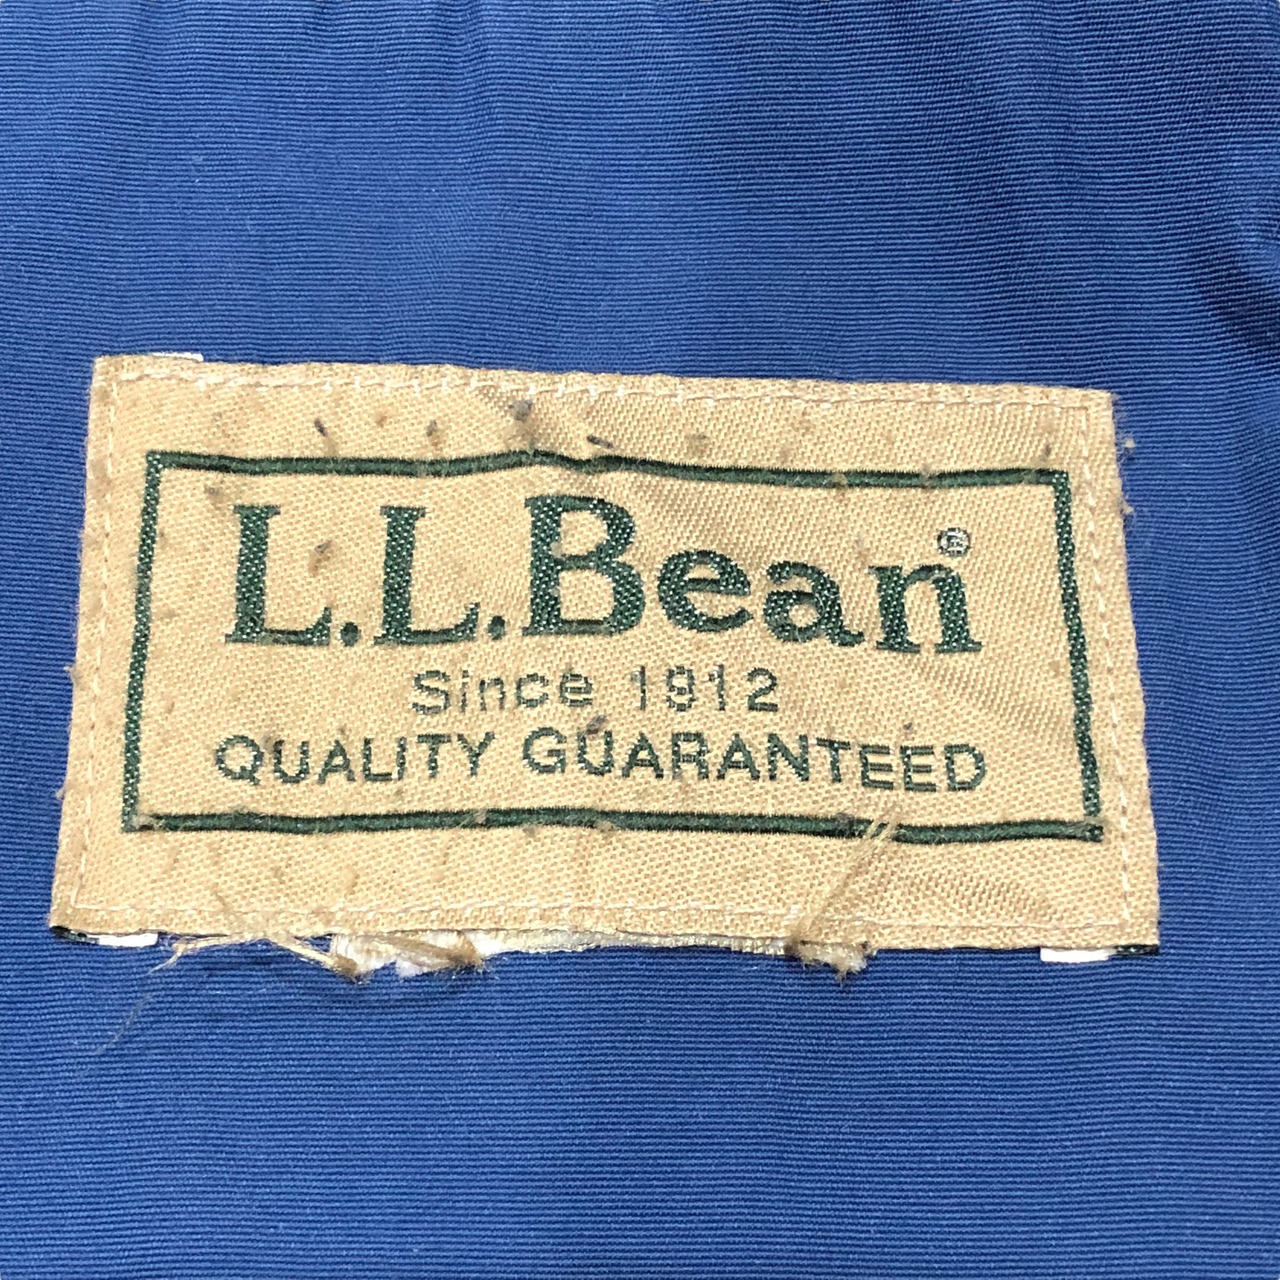 L.L.Bean®
Since 1912
QUALITY GUARANTEED